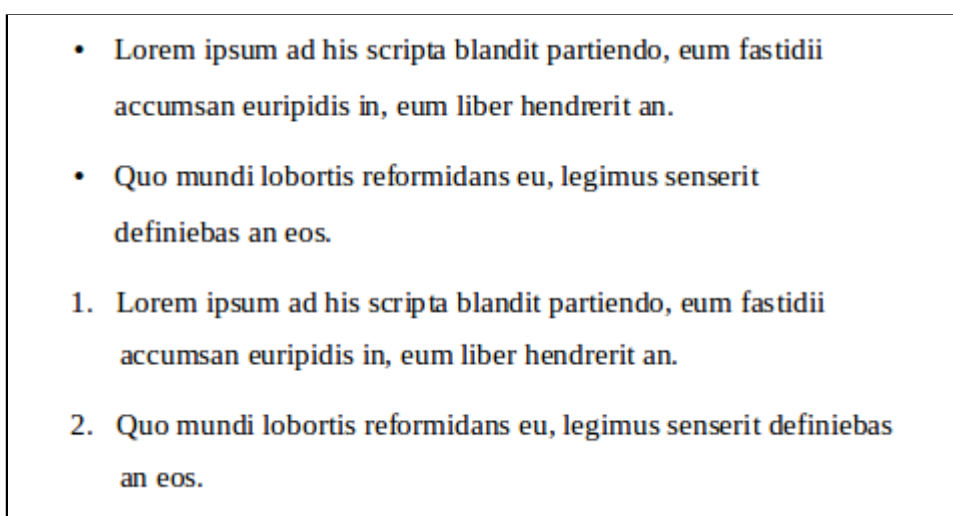 • Lorem ipsum ad his scripta blandit partiendo, eum fastidii
accumsan euripidis in, eum liber hendrerit an.
• Quo mundi lobortis reformidans eu, legimus senserit
definiebas an eos.
1. Lorem ipsum ad his scripta blandit partiendo, eum fastidii
accumsan euripidis in, eum liber hendrerit an.
2. Quo mundi lobortis reformidans eu, legimus senserit definiebas
an eos.